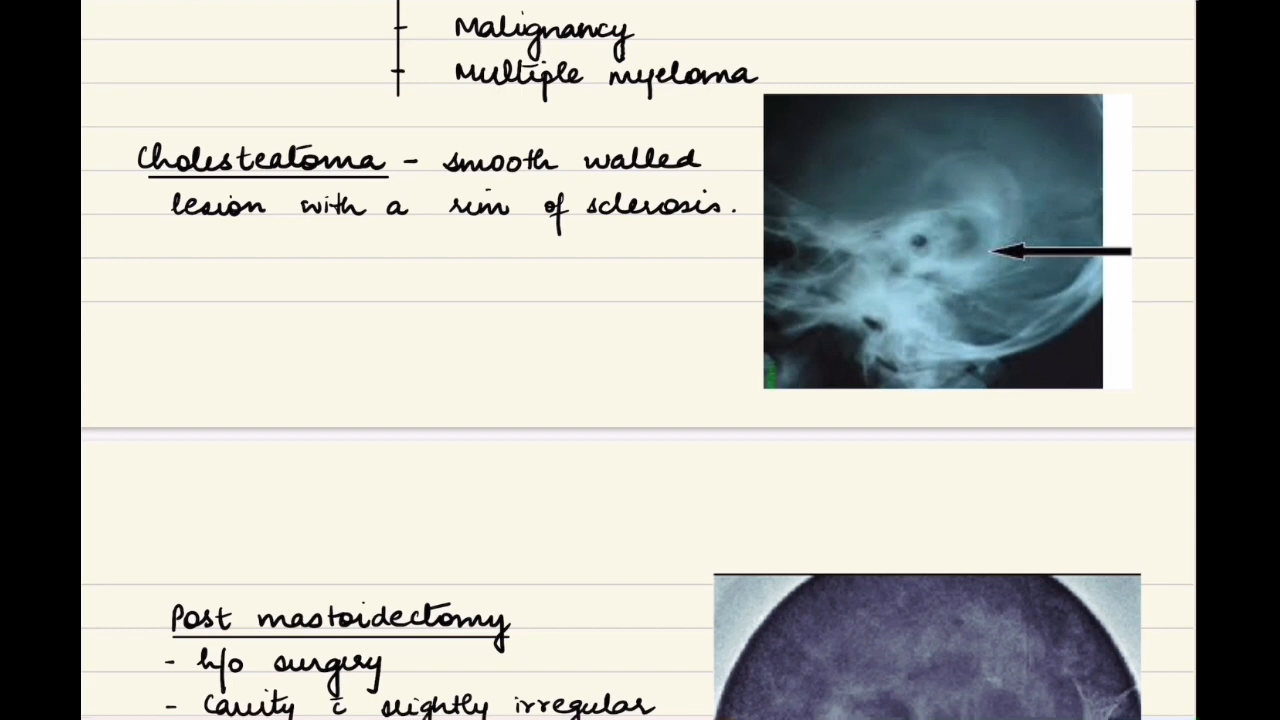 Malignancy
Multiple myeloma
Cholesteatoma - smooth walled
lesion with a rim of sclerosis.
Post mastoidectomy
- h/o surgery
- Cavity c̄ slightly irregular